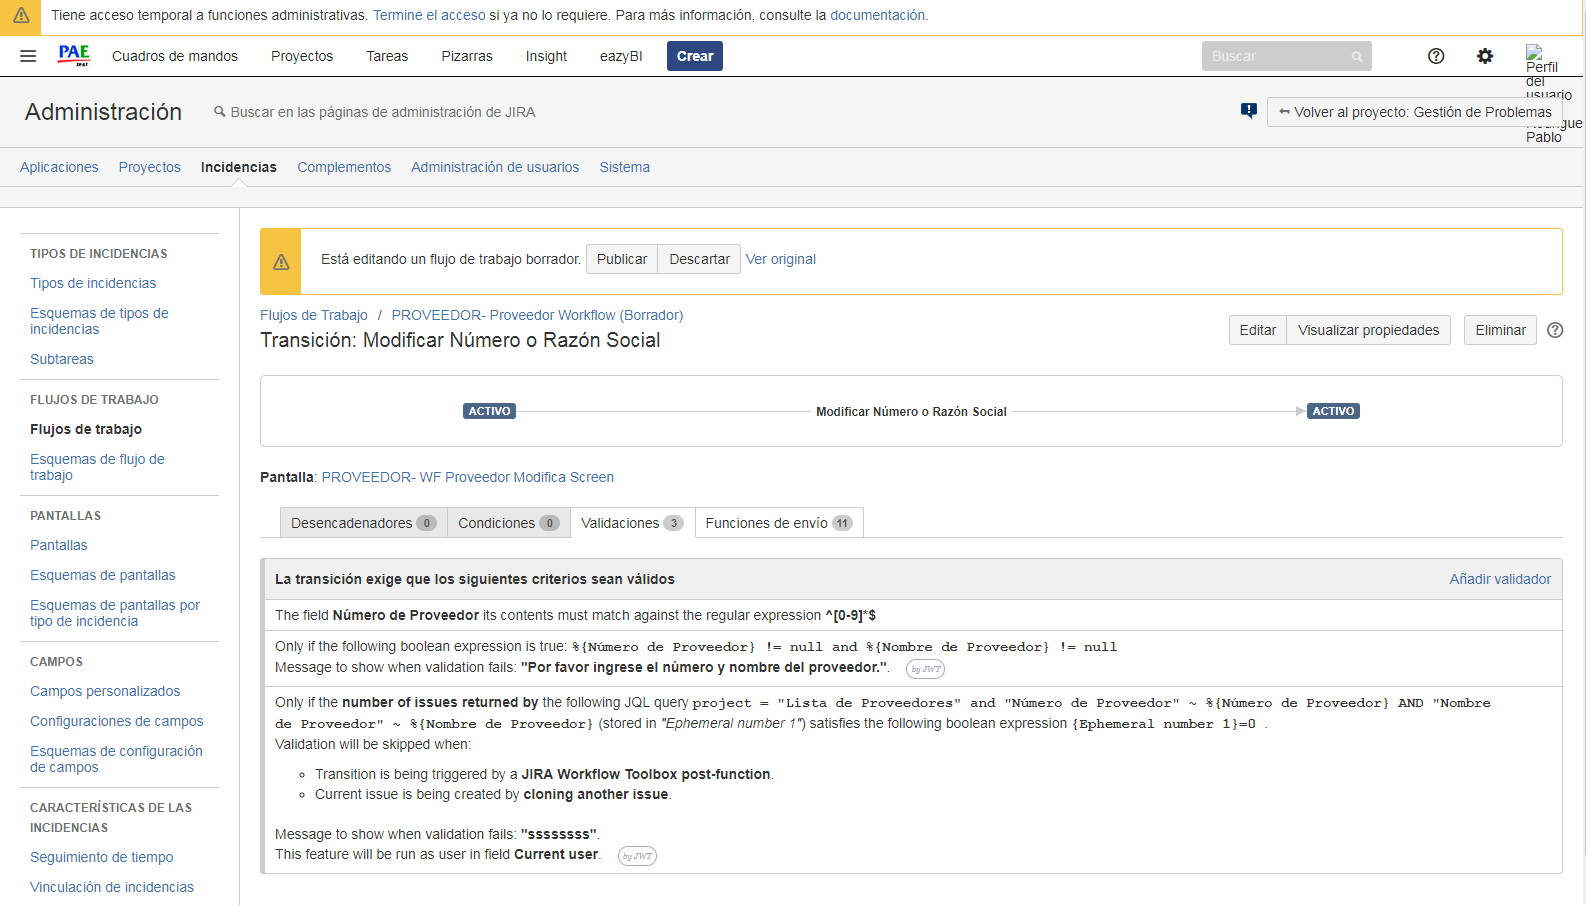 Tiene acceso temporal a funciones administrativas. Termine el acceso si ya no lo requiere. Para más información, consulte la documentación.
PAE test Cuadros de mandos Proyectos Tareas Pizarras Insight eazyBI Crear Buscar
Perfil
del
usuario
Pablo
Administración Buscar en las páginas de administración de JIRA Volver al proyecto: Gestión de Problemas
Aplicaciones Proyectos Incidencias Complementos Administración de usuarios Sistema
TIPOS DE INCIDENCIAS
Tipos de incidencias
Esquemas de tipos de
incidencias
Subtareas
FLUJOS DE TRABAJO
Flujos de trabajo
Esquemas de flujo de
trabajo
PANTALLAS
Pantallas
Esquemas de pantallas
Esquemas de pantallas por
tipo de incidencia
CAMPOS
Campos personalizados
Configuraciones de campos
Esquemas de configuración
de campos
CARACTERÍSTICAS DE LAS
INCIDENCIAS
Seguimiento de tiempo
Vinculación de incidencias
Está editando un flujo de trabajo borrador. Publicar Descartar Ver original
Flujos de Trabajo / PROVEEDOR- Proveedor Workflow (Borrador)
Transición: Modificar Número o Razón Social
Editar Visualizar propiedades Eliminar
ACTIVO Modificar Número o Razón Social ACTIVO
Pantalla: PROVEEDOR- WF Proveedor Modifica Screen
Desencadenadores 0 Condiciones 0 Validaciones 3 Funciones de envío 11
La transición exige que los siguientes criterios sean válidos Añadir validador
The field Número de Proveedor its contents must match against the regular expression ^[0-9]*$
Only if the following boolean expression is true: %{Número de Proveedor} != null and %{Nombre de Proveedor} != null
Message to show when validation fails: "Por favor ingrese el número y nombre del proveedor.". by JWT
Only if the number of issues returned by the following JQL query project = "Lista de Proveedores" and "Número de Proveedor" ~ %{Número de Proveedor} AND "Nombre
de Proveedor" ~ %{Nombre de Proveedor} (stored in "Ephemeral number 1") satisfies the following boolean expression {Ephemeral number 1}=0 .
Validation will be skipped when:
Transition is being triggered by a JIRA Workflow Toolbox post-function.
Current issue is being created by cloning another issue.
Message to show when validation fails: "ssssssss".
This feature will be run as user in field Current user. by JWT